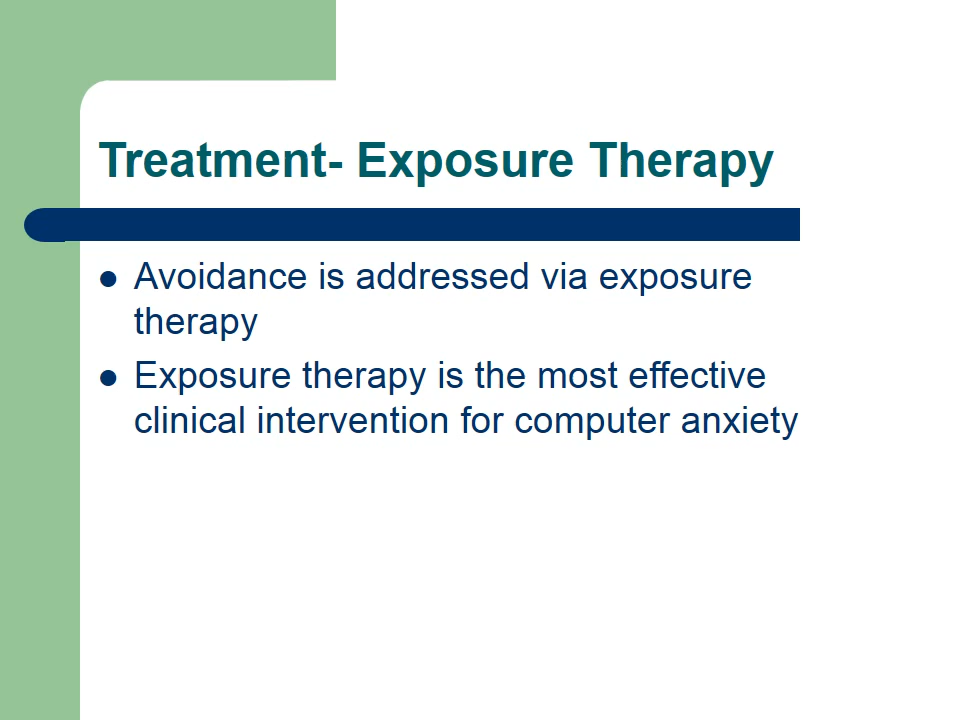 Treatment- Exposure Therapy
Avoidance is addressed via exposure
therapy
Exposure therapy is the most effective
clinical intervention for computer anxiety